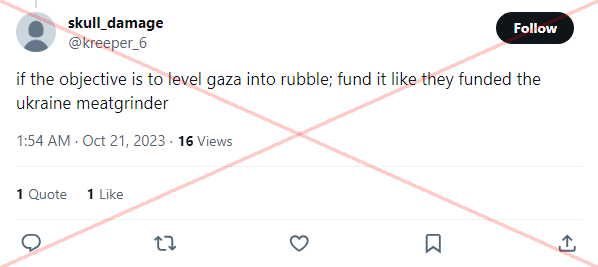 skull_damage
@kreeper_6
Follow
if the objective is to level gaza into rubble; fund it like they funded the
ukraine meatgrinder
1:54 AM · Oct 21, 2023 · 16 Views
1 Quote 1 Like